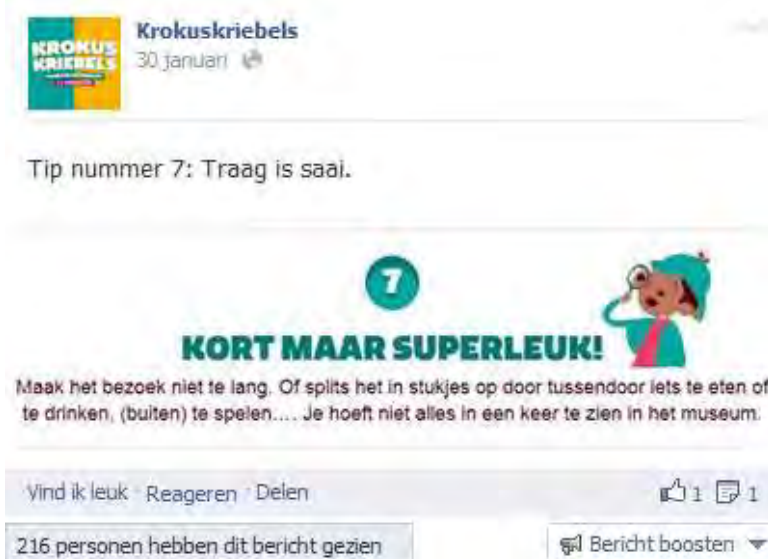 KROKUS
KRIEBELS
Krokuskriebels
30 januari
Tip nummer 7: Traag is saai.
7
KORT MAAR SUPERLEUK!
Maak het bezoek niet te lang. Of splits het in stukjes op door tussendoor iets te eten of
te drinken, (buiten) te spelen.... Je hoeft niet alles in een keer te zien in het museum.
Vind ik leuk · Reageren · Delen
1 1
216 personen hebben dit bericht gezien
Bericht boosten